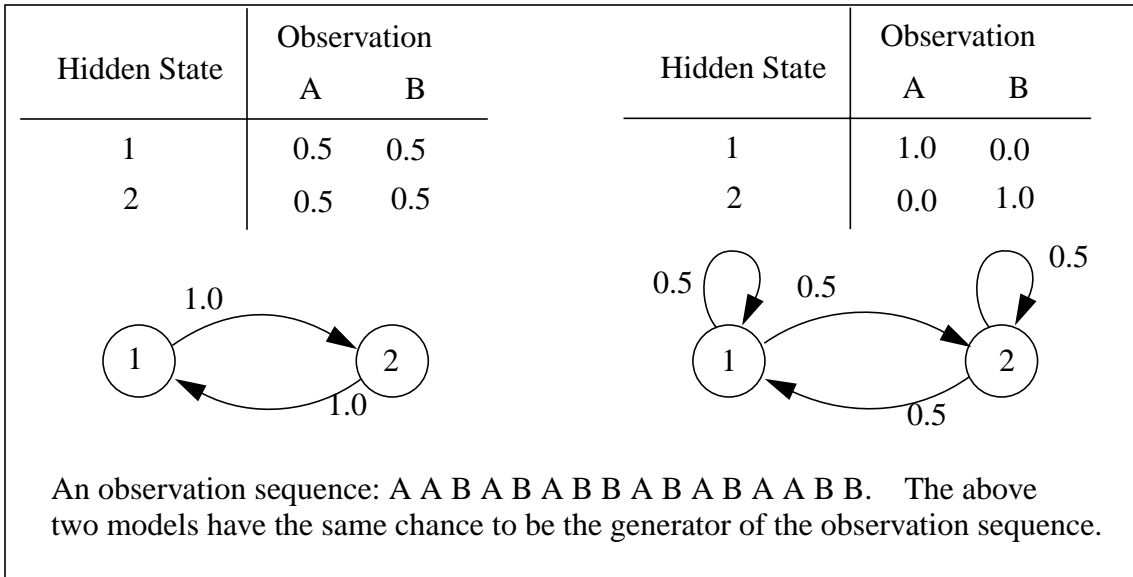 Observation Observation
Hidden State Hidden State
A B A B
1 0.5 0.5 1 1.0 0.0
2 0.5 0.5 2 0.0 1.0
0.5 0.5
1.0 0.5
1 2 1 2
1.0 0.5
An observation sequence: A A B A B A B B A B A B A A B B. The above
two models have the same chance to be the generator of the observation sequence.